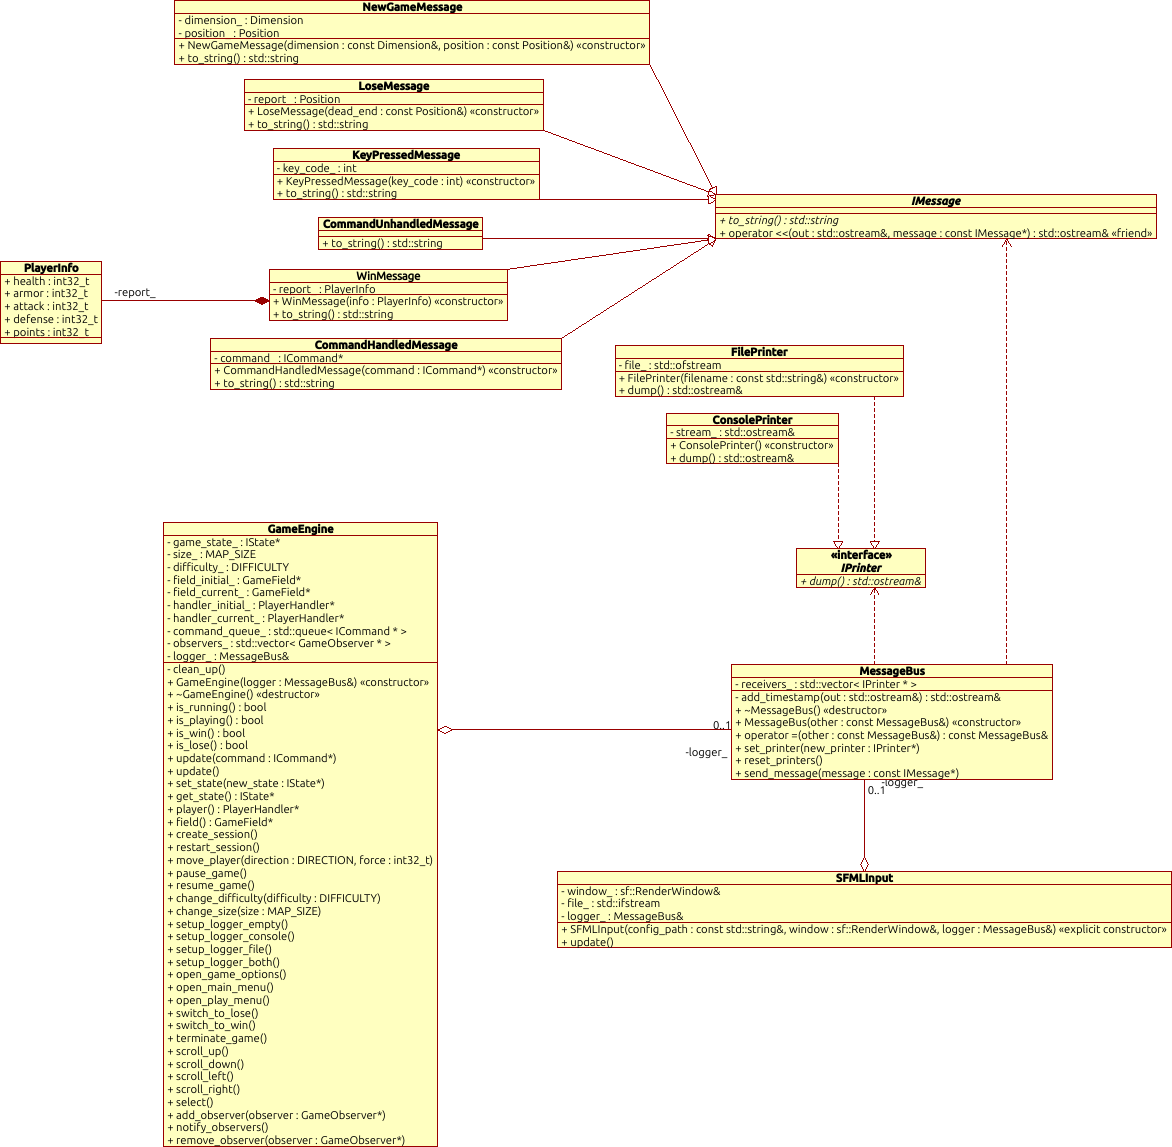 NewGameMessage
- dimension_ : Dimension
- position_ : Position
+ NewGameMessage(dimension : const Dimension&, position : const Position&) «constructor»
+ to_string() : std::string
LoseMessage
- report_ : Position
+ LoseMessage(dead_end : const Position&) «constructor»
+ to_string() : std::string
KeyPressedMessage
- key_code_ : int
+ KeyPressedMessage(key_code : int) «constructor»
+ to_string() : std::string
IMessage
+ to_string() : std::string
+ operator <<(out : std::ostream&, message : const IMessage*) : std::ostream& «friend»
CommandUnhandledMessage
+ to_string() : std::string
PlayerInfo
+ health : int32_t
+ armor : int32_t
+ attack : int32_t
+ defense : int32_t
+ points : int32_t
-report_
WinMessage
- report_ : PlayerInfo
+ WinMessage(info : PlayerInfo) «constructor»
+ to_string() : std::string
CommandHandledMessage
- command_ : ICommand*
+ CommandHandledMessage(command : ICommand*) «constructor»
+ to_string() : std::string
FilePrinter
- file_ : std::ofstream
+ FilePrinter(filename : const std::string&) «constructor»
+ dump() : std::ostream&
ConsolePrinter
- stream_ : std::ostream&
+ ConsolePrinter() «constructor»
+ dump() : std::ostream&
«interface»
IPrinter
+ dump() : std::ostream&
GameEngine
- game_state_ : IState*
- size_ : MAP_SIZE
- difficulty_ : DIFFICULTY
- field_initial_ : GameField*
- field_current_ : GameField*
- handler_initial_ : PlayerHandler*
- handler_current_ : PlayerHandler*
- command_queue_ : std::queue< ICommand * >
- observers_ : std::vector< GameObserver * >
- logger_ : MessageBus&
- clean_up()
+ GameEngine(logger : MessageBus&) «constructor»
+ ~GameEngine() «destructor»
+ is_running() : bool
+ is_playing() : bool
+ is_win() : bool
+ is_lose() : bool
+ update(command : ICommand*)
+ update()
+ set_state(new_state : IState*)
+ get_state() : IState*
+ player() : PlayerHandler*
+ field() : GameField*
+ create_session()
+ restart_session()
+ move_player(direction : DIRECTION, force : int32_t)
+ pause_game()
+ resume_game()
+ change_difficulty(difficulty : DIFFICULTY)
+ change_size(size : MAP_SIZE)
+ setup_logger_empty()
+ setup_logger_console()
+ setup_logger_file()
+ setup_logger_both()
+ open_game_options()
+ open_main_menu()
+ open_play_menu()
+ switch_to_lose()
+ switch_to_win()
+ terminate_game()
+ scroll_up()
+ scroll_down()
+ scroll_left()
+ scroll_right()
+ select()
+ add_observer(observer : GameObserver*)
+ notify_observers()
+ remove_observer(observer : GameObserver*)
0..1
-logger_
MessageBus
- receivers_ : std::vector< IPrinter * >
- add_timestamp(out : std::ostream&) : std::ostream&
+ ~MessageBus() «destructor»
+ MessageBus(other : const MessageBus&) «constructor»
+ operator =(other : const MessageBus&) : const MessageBus&
+ set_printer(new_printer : IPrinter*)
+ reset_printers()
+ send_message(message : const IMessage*)
-logger_
0..1
SFMLInput
- window_ : sf::RenderWindow&
- file_ : std::ifstream
- logger_ : MessageBus&
+ SFMLInput(config_path : const std::string&, window : sf::RenderWindow&, logger : MessageBus&) «explicit constructor»
+ update()